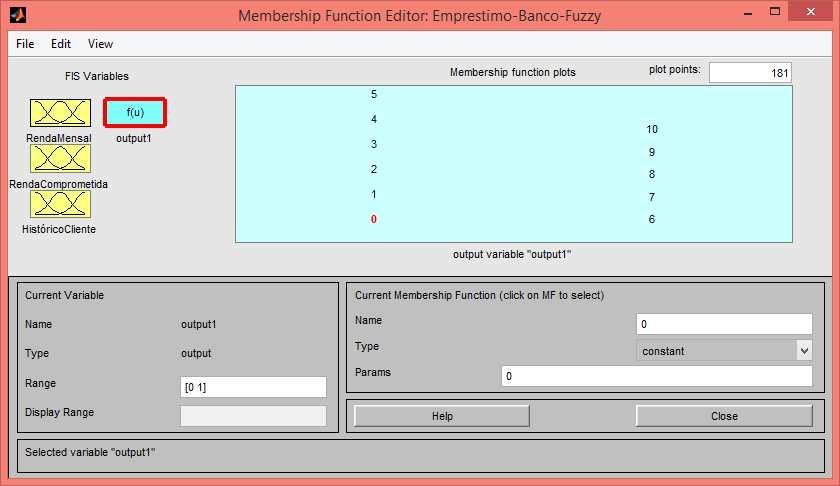 Membership Function Editor: Emprestimo-Banco-Fuzzy
File Edit View
FIS Variables
Membership function plots
plot points:
181
f(u)
RendaMensal
output1
RendaComprometida
HistóricoCliente
5
4
3
2
1
0
10
9
8
7
6
output variable "output1"
Current Variable
Name output1
Type output
Range [0 1]
Display Range
Current Membership Function (click on MF to select)
Name 0
Type constant
Params 0
Help Close
Selected variable "output1"